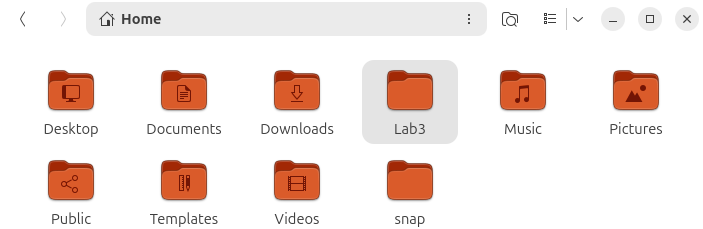 Home
Desktop Documents Downloads Lab3 Music Pictures
Public Templates Videos snap